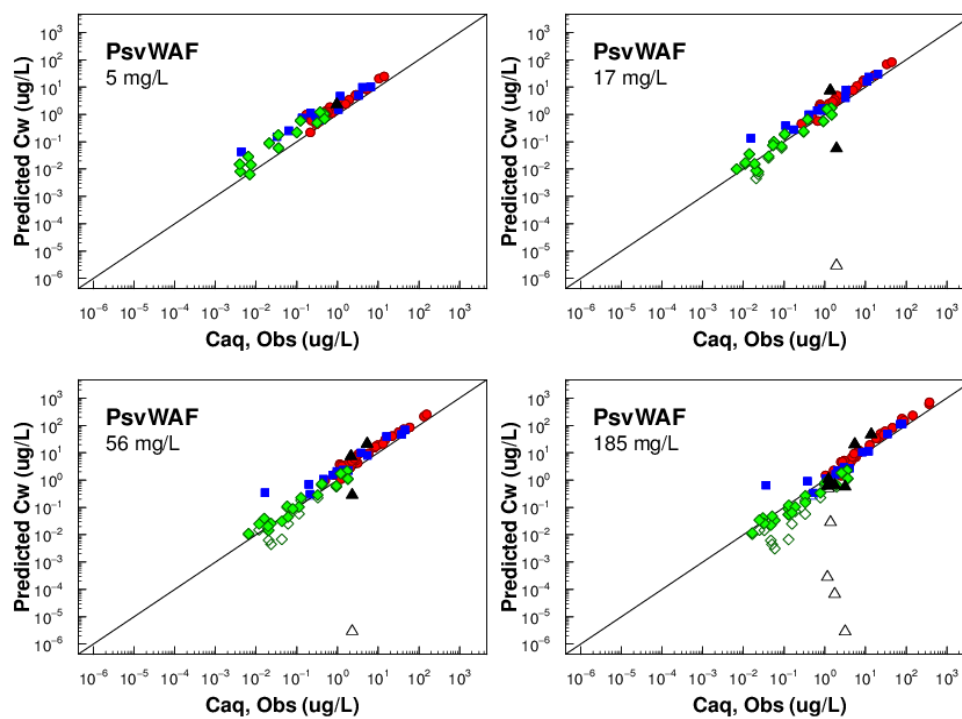 PsvWAF
5 mg/L
Predicted Cw (ug/L)
10³
10²
10¹
10⁰
10⁻¹
10⁻²
10⁻³
10⁻⁴
10⁻⁵
10⁻⁶
10⁻⁶ 10⁻⁵ 10⁻⁴ 10⁻³ 10⁻² 10⁻¹ 10⁰ 10¹ 10² 10³
Caq, Obs (ug/L)
PsvWAF
17 mg/L
Predicted Cw (ug/L)
10³
10²
10¹
10⁰
10⁻¹
10⁻²
10⁻³
10⁻⁴
10⁻⁵
10⁻⁶
10⁻⁶ 10⁻⁵ 10⁻⁴ 10⁻³ 10⁻² 10⁻¹ 10⁰ 10¹ 10² 10³
Caq, Obs (ug/L)
PsvWAF
56 mg/L
Predicted Cw (ug/L)
10³
10²
10¹
10⁰
10⁻¹
10⁻²
10⁻³
10⁻⁴
10⁻⁵
10⁻⁶
10⁻⁶ 10⁻⁵ 10⁻⁴ 10⁻³ 10⁻² 10⁻¹ 10⁰ 10¹ 10² 10³
Caq, Obs (ug/L)
PsvWAF
185 mg/L
Predicted Cw (ug/L)
10³
10²
10¹
10⁰
10⁻¹
10⁻²
10⁻³
10⁻⁴
10⁻⁵
10⁻⁶
10⁻⁶ 10⁻⁵ 10⁻⁴ 10⁻³ 10⁻² 10⁻¹ 10⁰ 10¹ 10² 10³
Caq, Obs (ug/L)